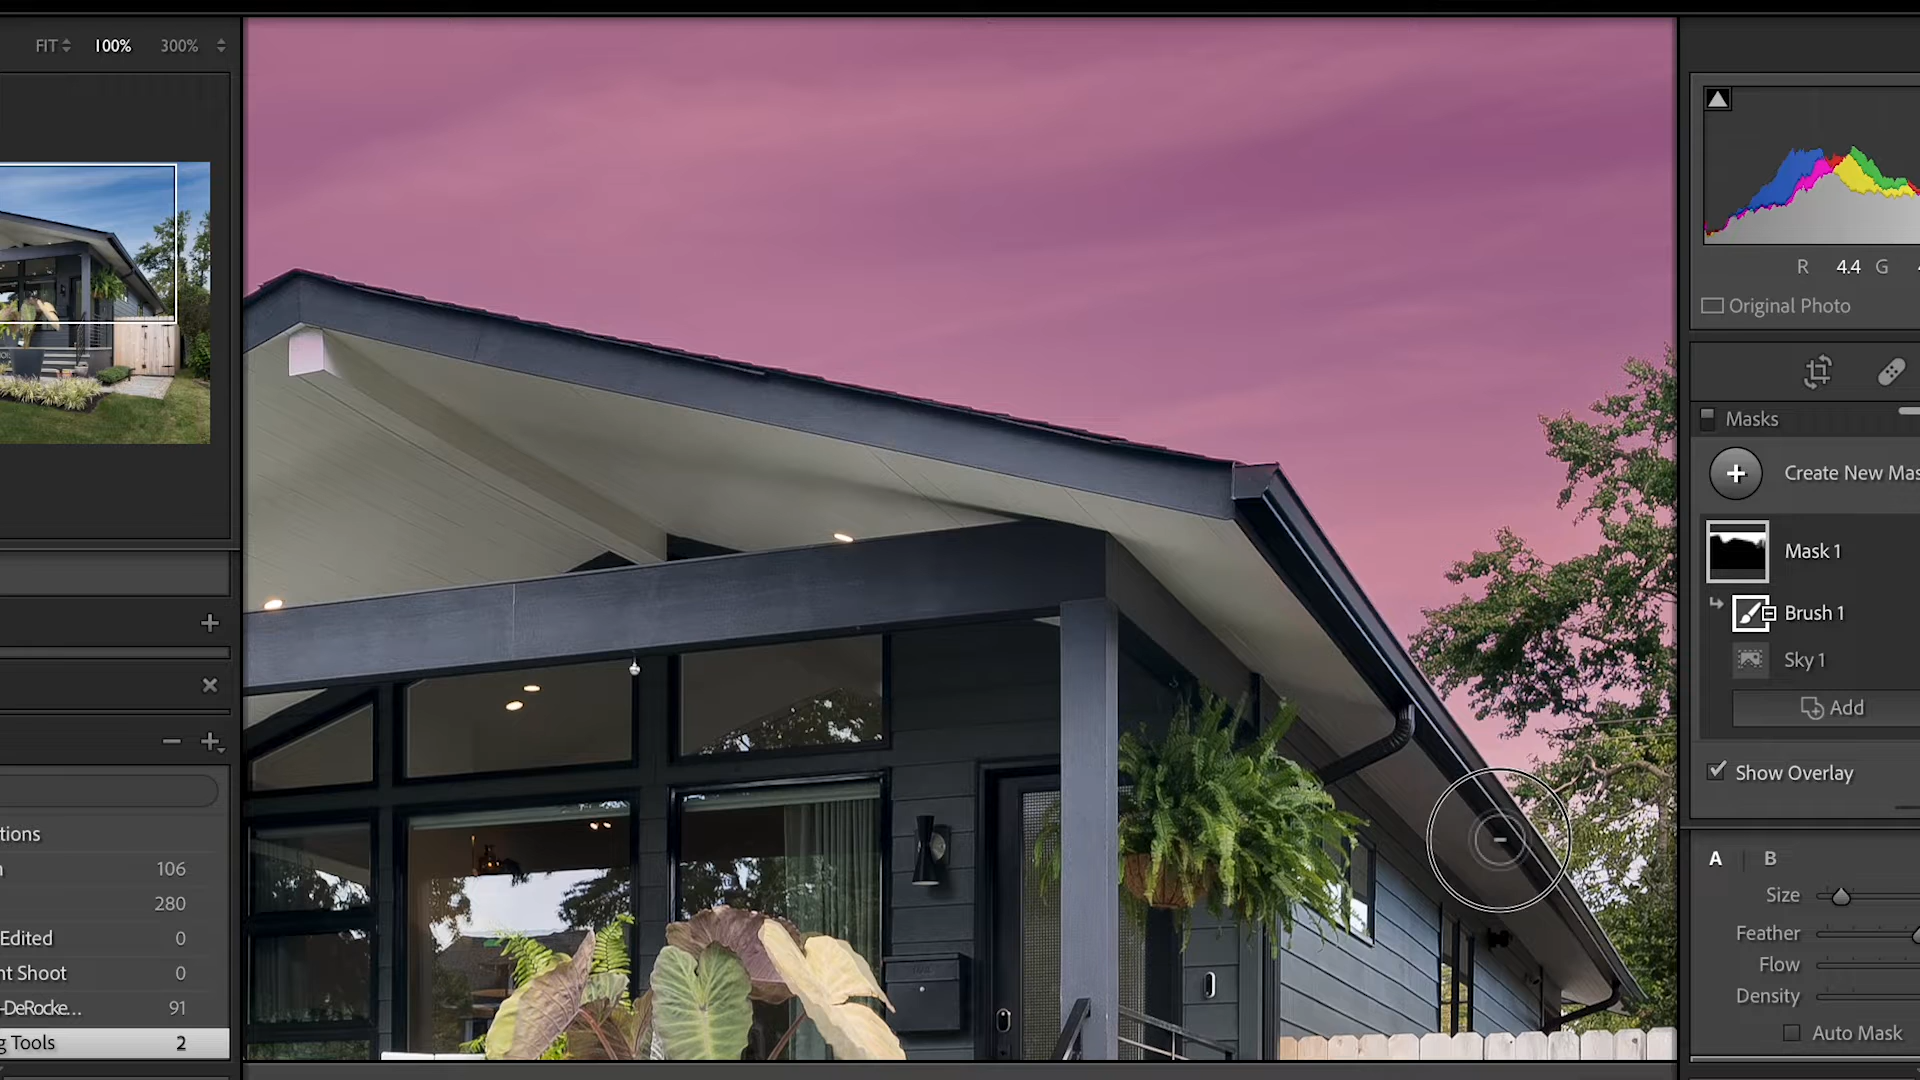 FIT 100% 300%
tions
106
280
Edited 0
nt Shoot 0
-DeRocke... 91
g Tools 2
R 4.4 G
Original Photo
Masks
Create New Mas
Mask 1
Brush 1
Sky 1
Add
Show Overlay
A B
Size
Feather
Flow
Density
Auto Mask